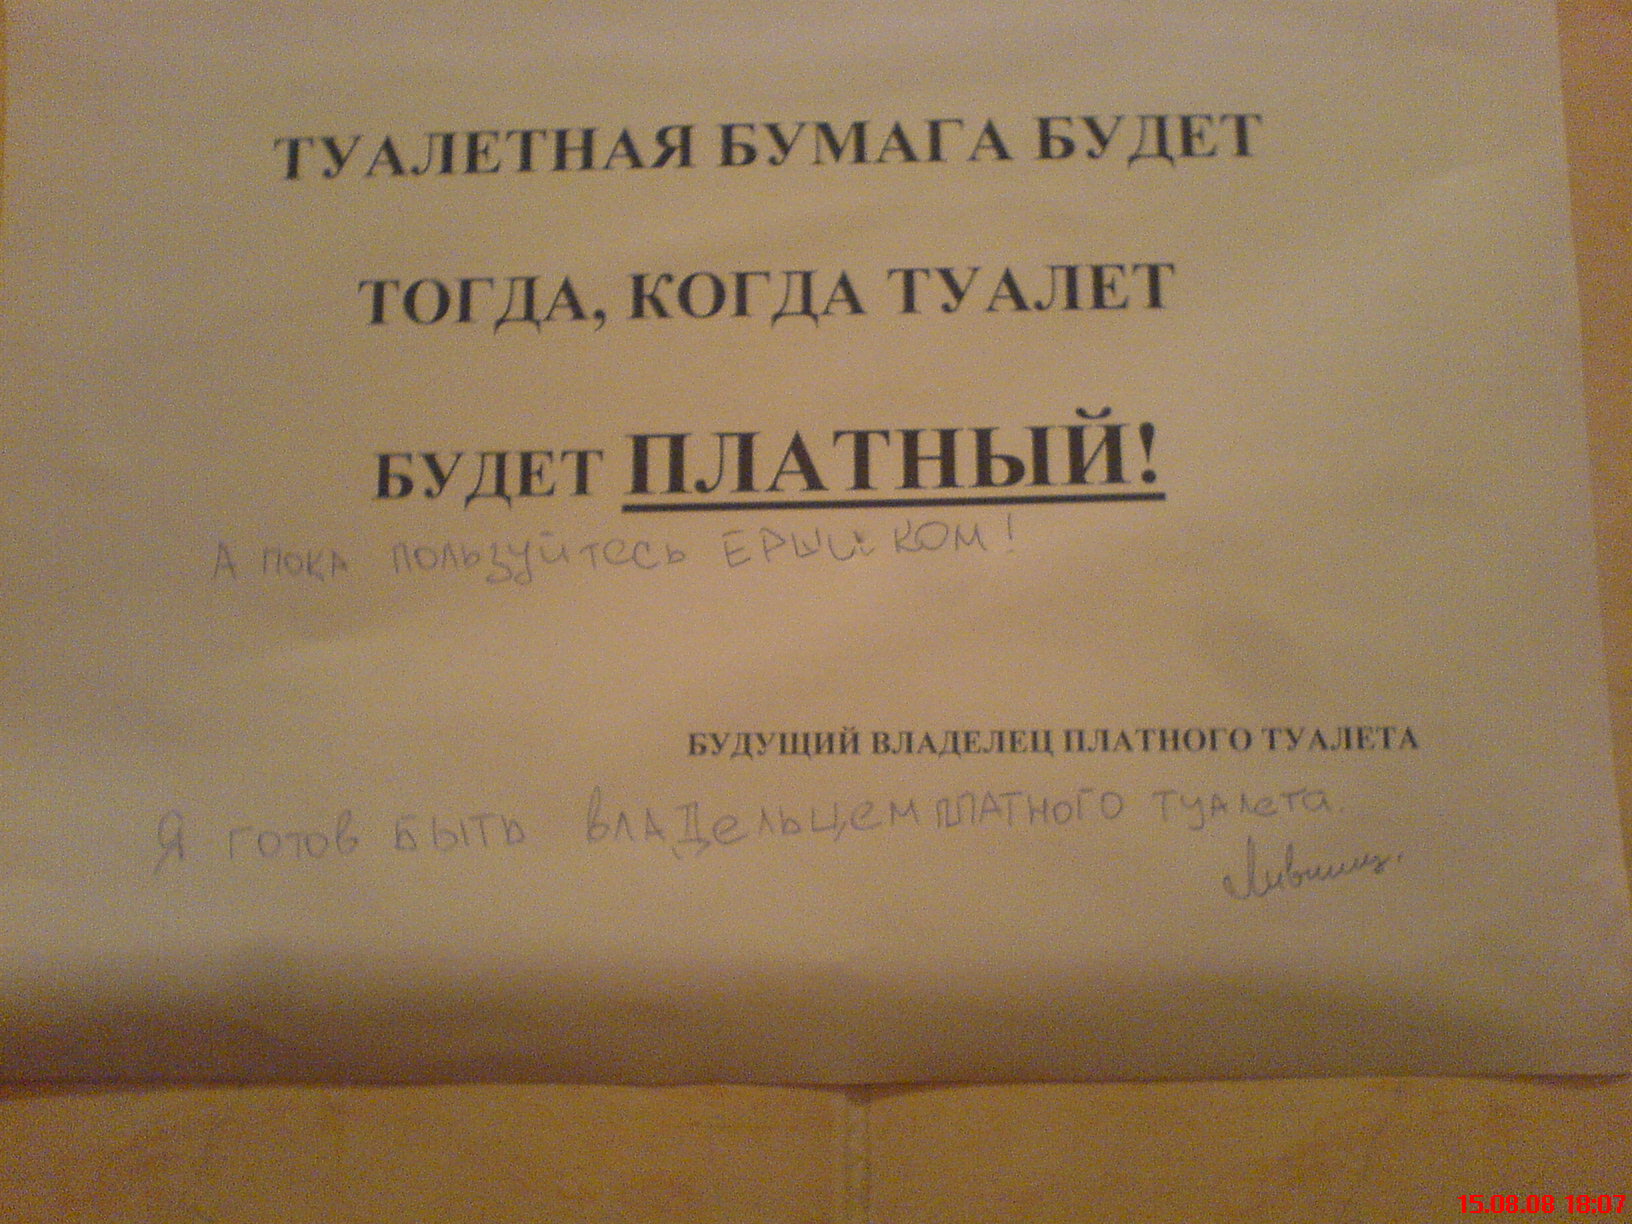 ТУАЛЕТНАЯ БУМАГА БУДЕТ
ТОГДА, КОГДА ТУАЛЕТ
БУДЕТ ПЛАТНЫЙ!
А пока пользуйтесь ЕРШиКОМ!
БУДУЩИЙ ВЛАДЕЛЕЦ ПЛАТНОГО ТУАЛЕТА
Я готов быть владельцем платного туалета.
Лившиц.
15.08.08 18:07